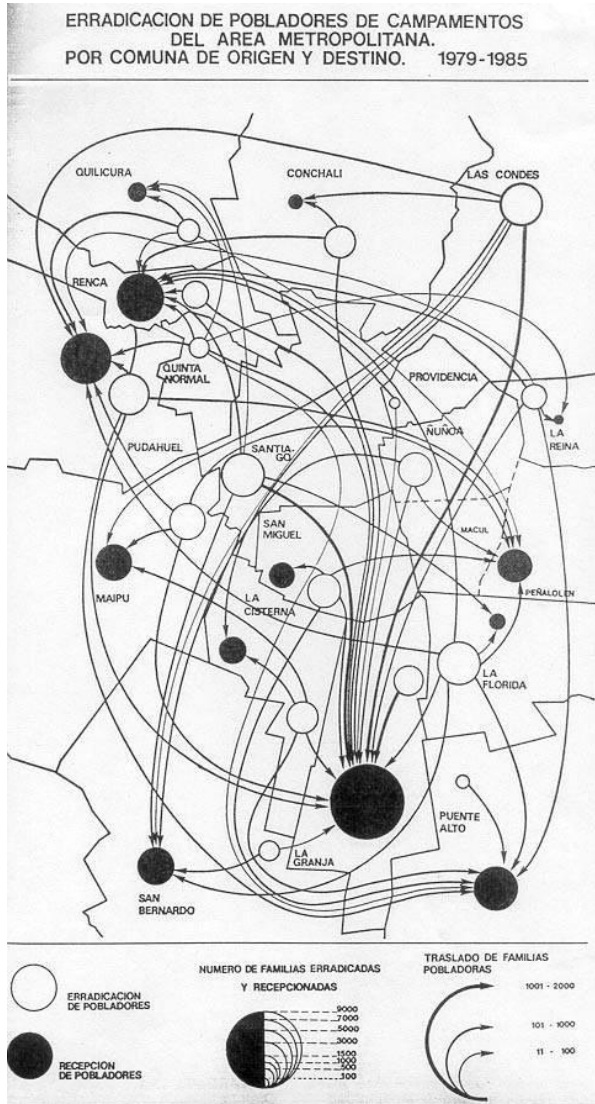 ERRADICACION DE POBLADORES DE CAMPAMENTOS
DEL AREA METROPOLITANA.
POR COMUNA DE ORIGEN Y DESTINO. 1979-1985
QUILICURA
CONCHALI
LAS CONDES
RENCA
QUINTA
NORMAL
PROVIDENCIA
PUDAHUEL
SANTIA-
GO
ÑUÑOA
LA
REINA
SAN
MIGUEL
MACUL
MAIPU
LA
CISTERNA
PEÑALOLEN
LA
FLORIDA
PUENTE
ALTO
LA
GRANJA
SAN
BERNARDO
ERRADICACION
DE POBLADORES
RECEPCION
DE POBLADORES
NUMERO DE FAMILIAS ERRADICADAS
Y RECEPCIONADAS
9000
7000
5000
3000
1500
1000
500
100
TRASLADO DE FAMILIAS
POBLADORAS
1001 - 2000
101 - 1000
11 - 100